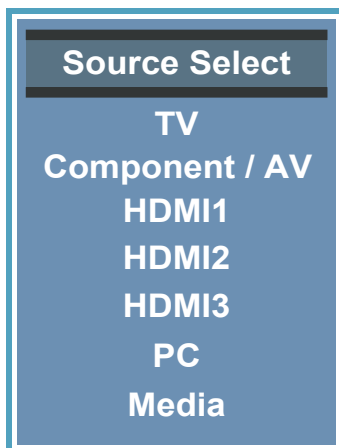 Source Select
TV
Component / AV
HDMI1
HDMI2
HDMI3
PC
Media